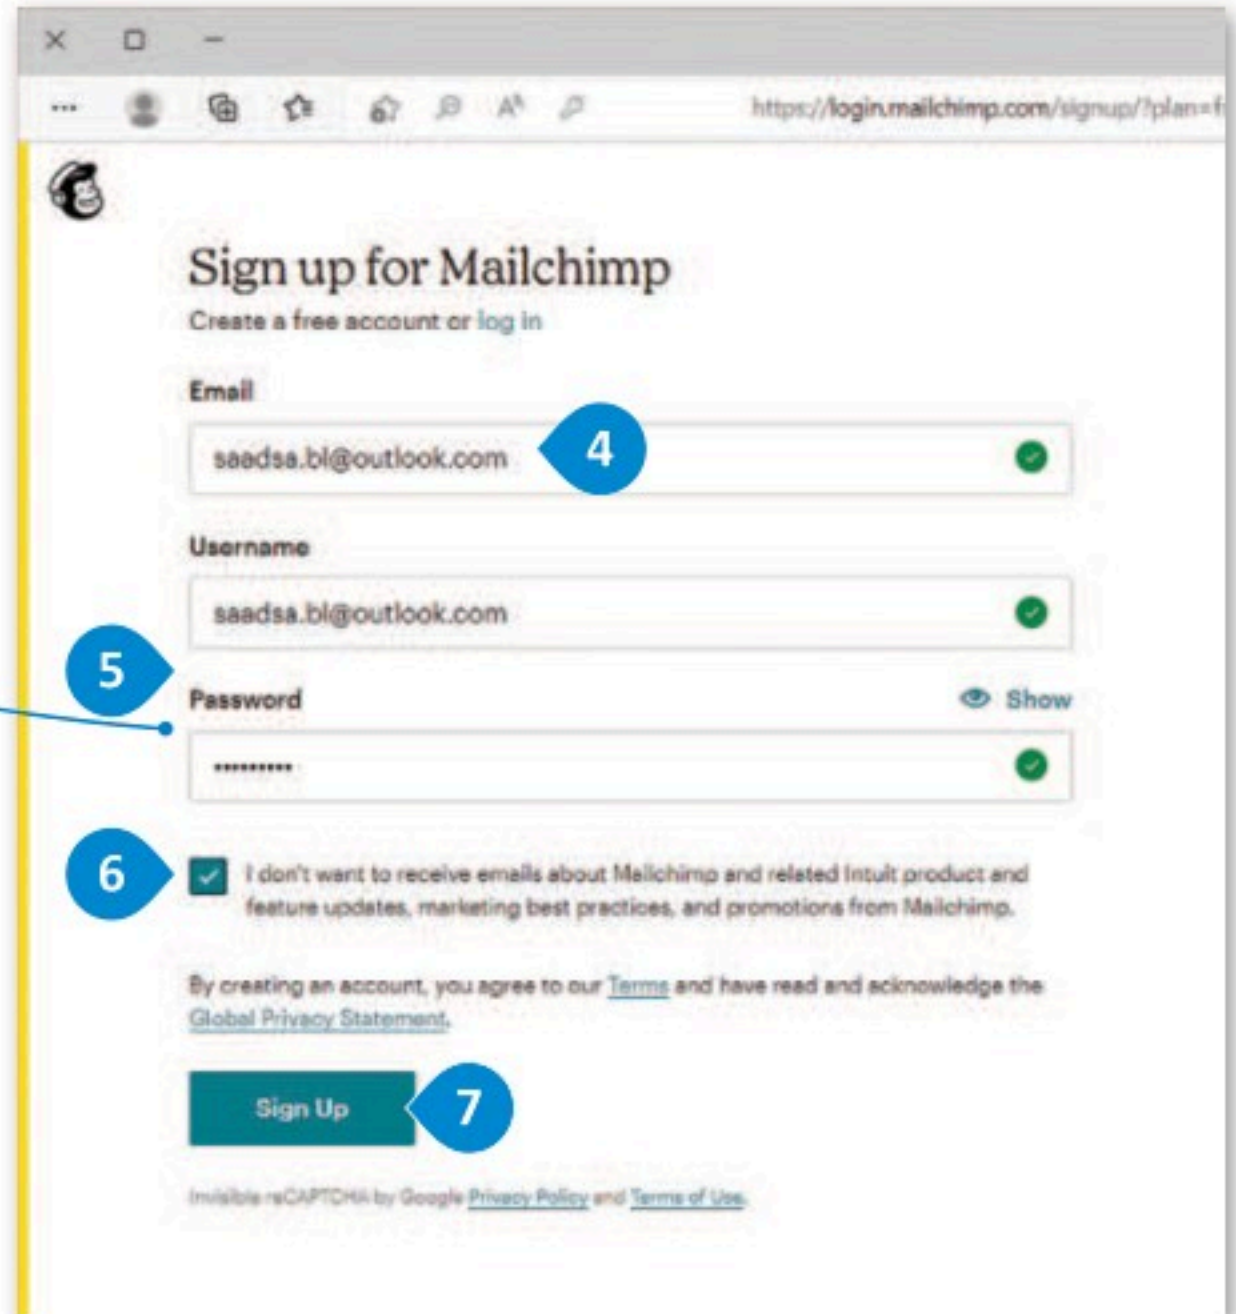 https://login.mailchimp.com/signup/?plan=f
Sign up for Mailchimp
Create a free account or log in
Email
saadsa.bl@outlook.com
4
Username
saadsa.bl@outlook.com
5
Password
Show
•••••••••
6
I don't want to receive emails about Mailchimp and related Intuit product and
feature updates, marketing best practices, and promotions from Mailchimp.
By creating an account, you agree to our Terms and have read and acknowledge the
Global Privacy Statement.
Sign Up
7
Invisible reCAPTCHA by Google Privacy Policy and Terms of Use.